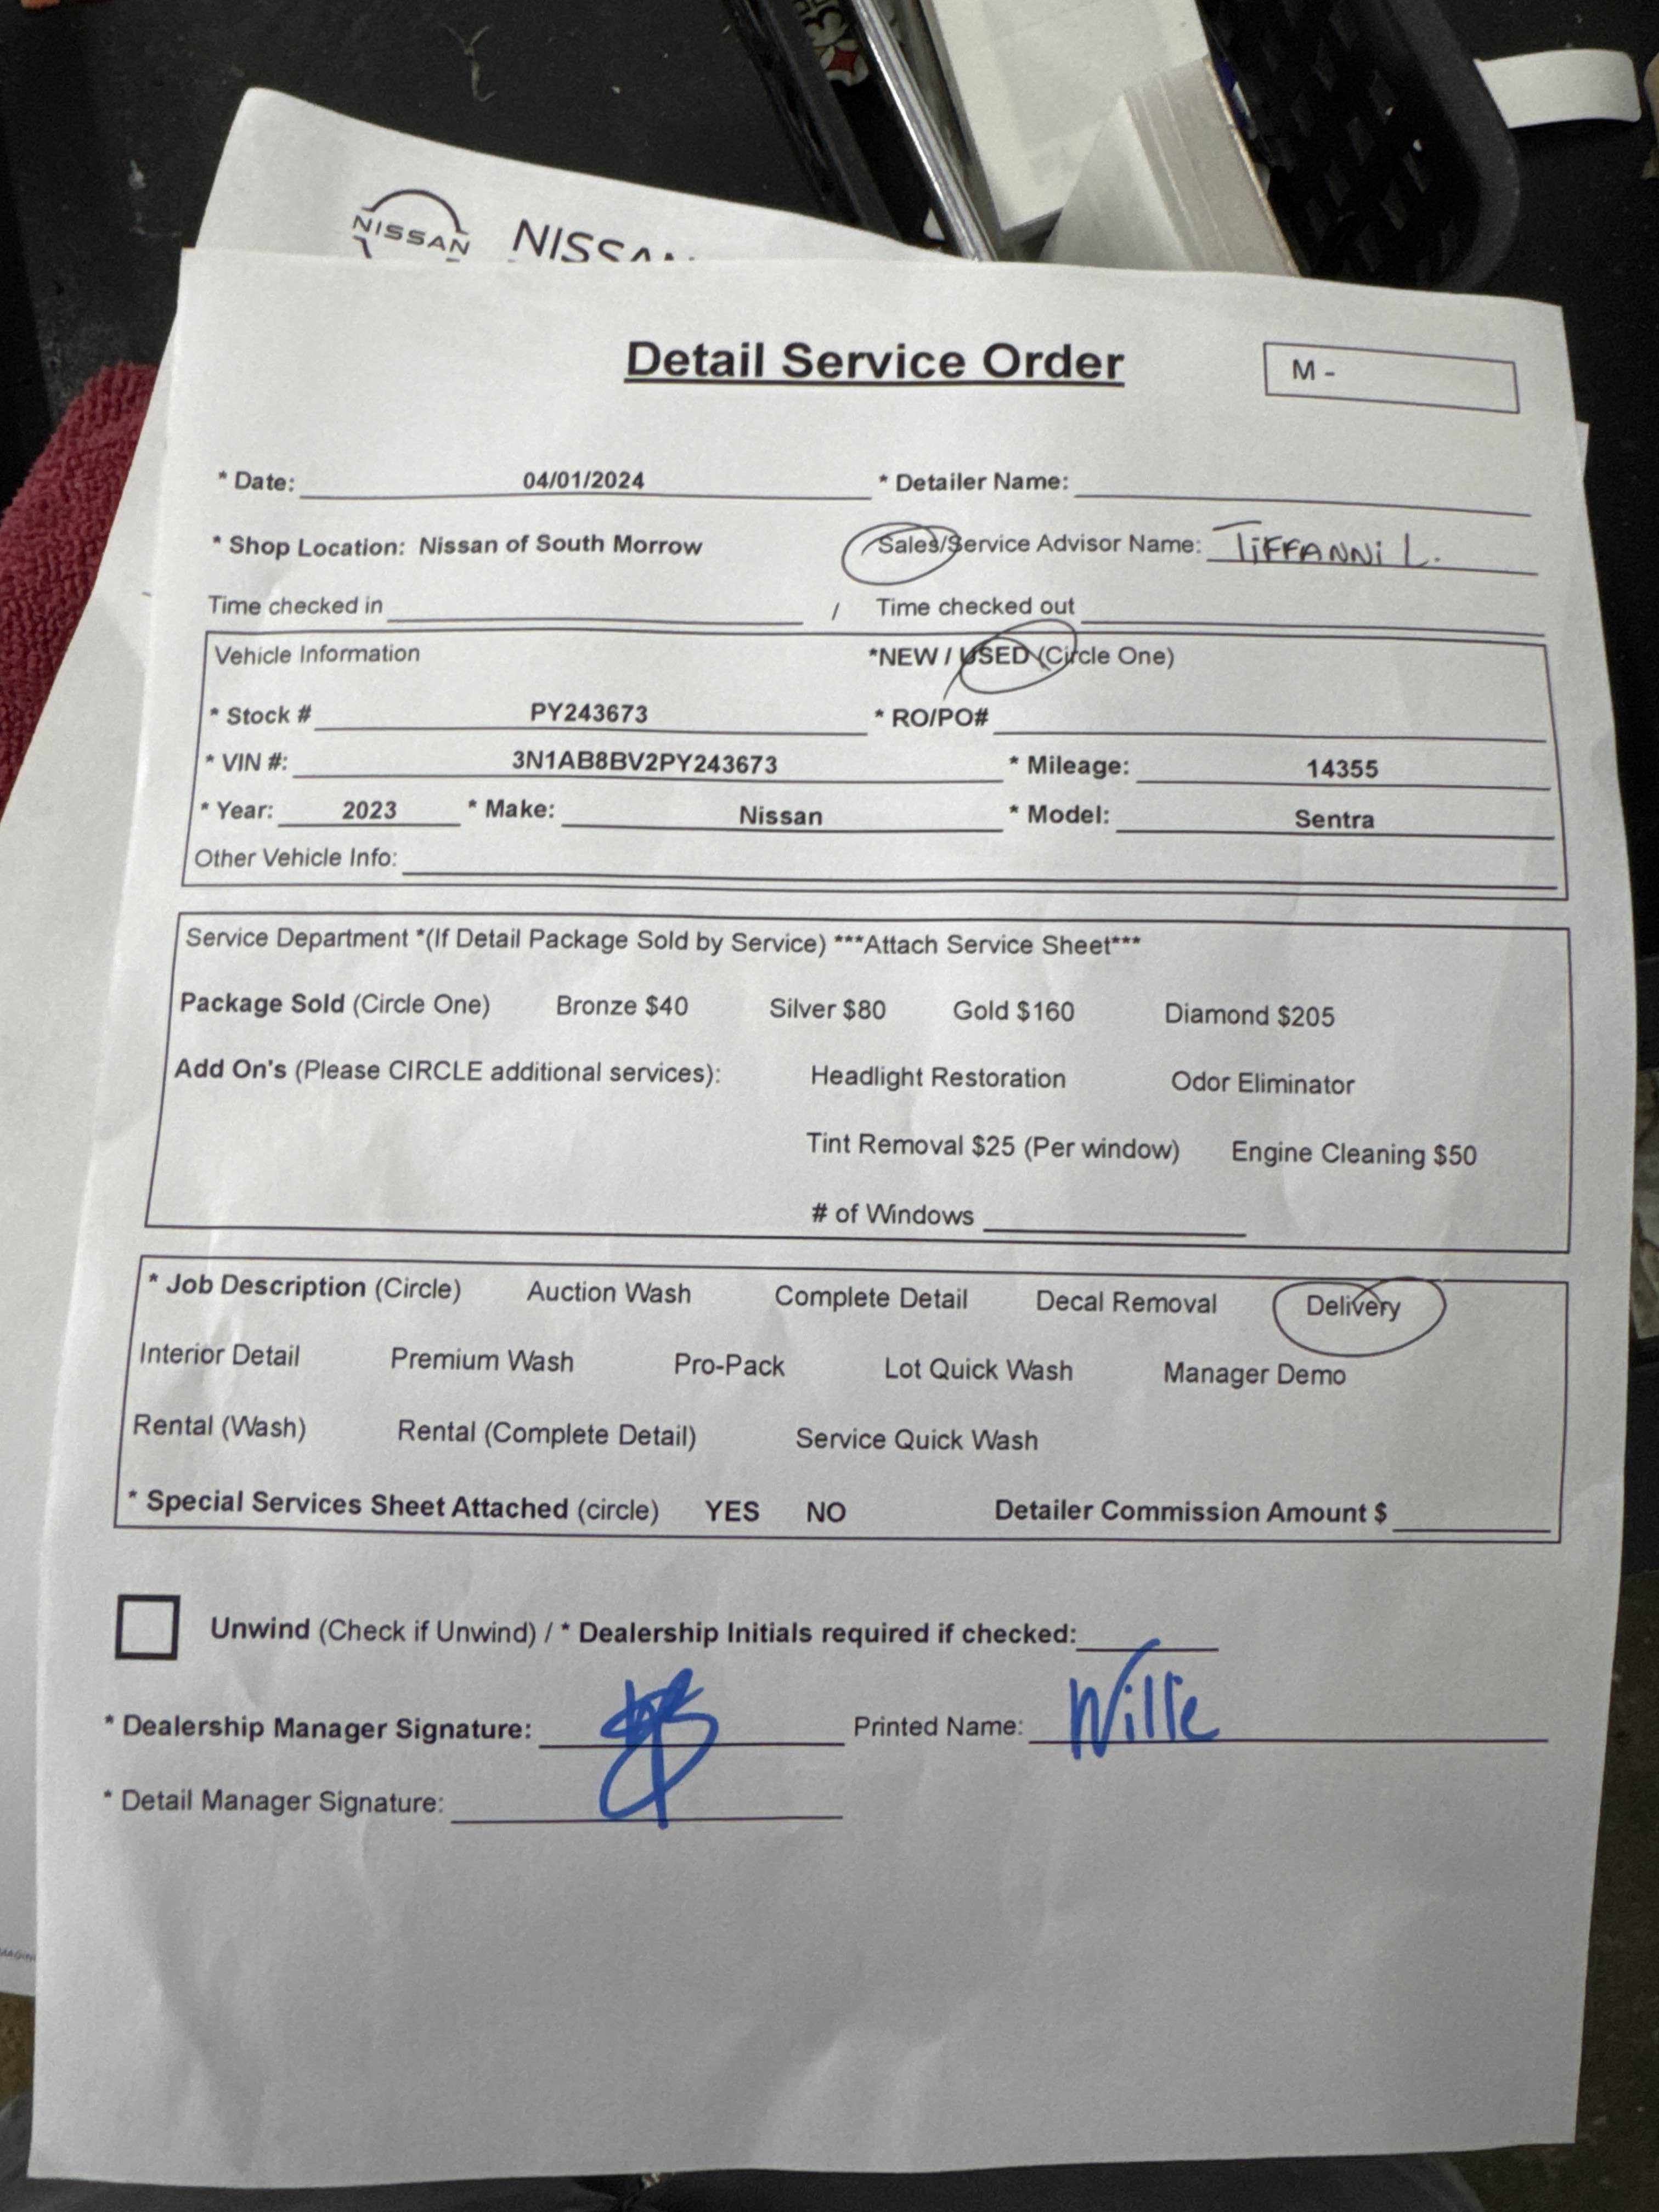 NISSAN NISSAN
Detail Service Order
M -
* Date: 04/01/2024 * Detailer Name:
* Shop Location: Nissan of South Morrow Sales/Service Advisor Name: TiFFANNi L.
Time checked in / Time checked out
Vehicle Information *NEW / USED (Circle One)
* Stock # PY243673 * RO/PO#
* VIN #: 3N1AB8BV2PY243673 * Mileage: 14355
* Year: 2023 * Make: Nissan * Model: Sentra
Other Vehicle Info:
Service Department *(If Detail Package Sold by Service) ***Attach Service Sheet***
Package Sold (Circle One) Bronze $40 Silver $80 Gold $160 Diamond $205
Add On's (Please CIRCLE additional services): Headlight Restoration Odor Eliminator
Tint Removal $25 (Per window) Engine Cleaning $50
# of Windows
* Job Description (Circle) Auction Wash Complete Detail Decal Removal Delivery
Interior Detail Premium Wash Pro-Pack Lot Quick Wash Manager Demo
Rental (Wash) Rental (Complete Detail) Service Quick Wash
* Special Services Sheet Attached (circle) YES NO Detailer Commission Amount $
Unwind (Check if Unwind) / * Dealership Initials required if checked:
* Dealership Manager Signature: Printed Name: Willie
* Detail Manager Signature: